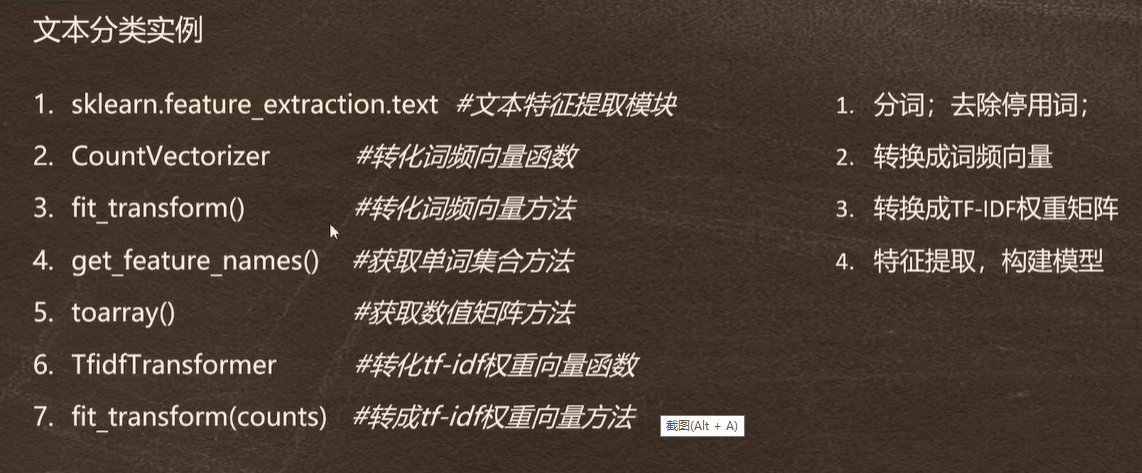 文本分类实例
1. sklearn.feature_extraction.text #文本特征提取模块
2. CountVectorizer #转化词频向量函数
3. fit_transform() #转化词频向量方法
4. get_feature_names() #获取单词集合方法
5. toarray() #获取数值矩阵方法
6. TfidfTransformer #转化tf-idf权重向量函数
7. fit_transform(counts) #转成tf-idf权重向量方法
1. 分词；去除停用词；
2. 转换成词频向量
3. 转换成TF-IDF权重矩阵
4. 特征提取，构建模型
截图(Alt + A)